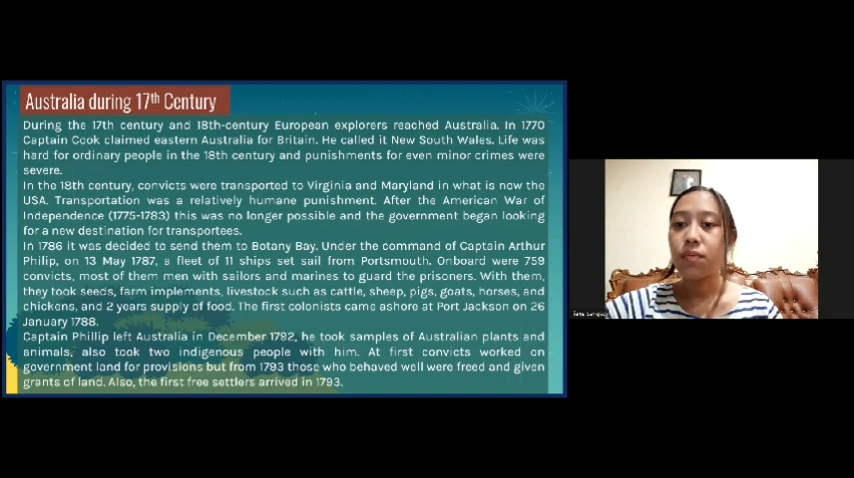 Australia during 17th Century
During the 17th century and 18th-century European explorers reached Australia. In 1770
Captain Cook claimed eastern Australia for Britain. He called it New South Wales. Life was
hard for ordinary people in the 18th century and punishments for even minor crimes were
severe.
In the 18th century, convicts were transported to Virginia and Maryland in what is now the
USA. Transportation was a relatively humane punishment. After the American War of
Independence (1775-1783) this was no longer possible and the government began looking
for a new destination for transportees.
In 1786 it was decided to send them to Botany Bay. Under the command of Captain Arthur
Philip, on 13 May 1787, a fleet of 11 ships set sail from Portsmouth. Onboard were 759
convicts, most of them men with sailors and marines to guard the prisoners. With them,
they took seeds, farm implements, livestock such as cattle, sheep, pigs, goats, horses, and
chickens, and 2 years supply of food. The first colonists came ashore at Port Jackson on 26
January 1788.
Captain Phillip left Australia in December 1792, he took samples of Australian plants and
animals, also took two indigenous people with him. At first convicts worked on
government land for provisions but from 1793 those who behaved well were freed and given
grants of land. Also, the first free settlers arrived in 1793.